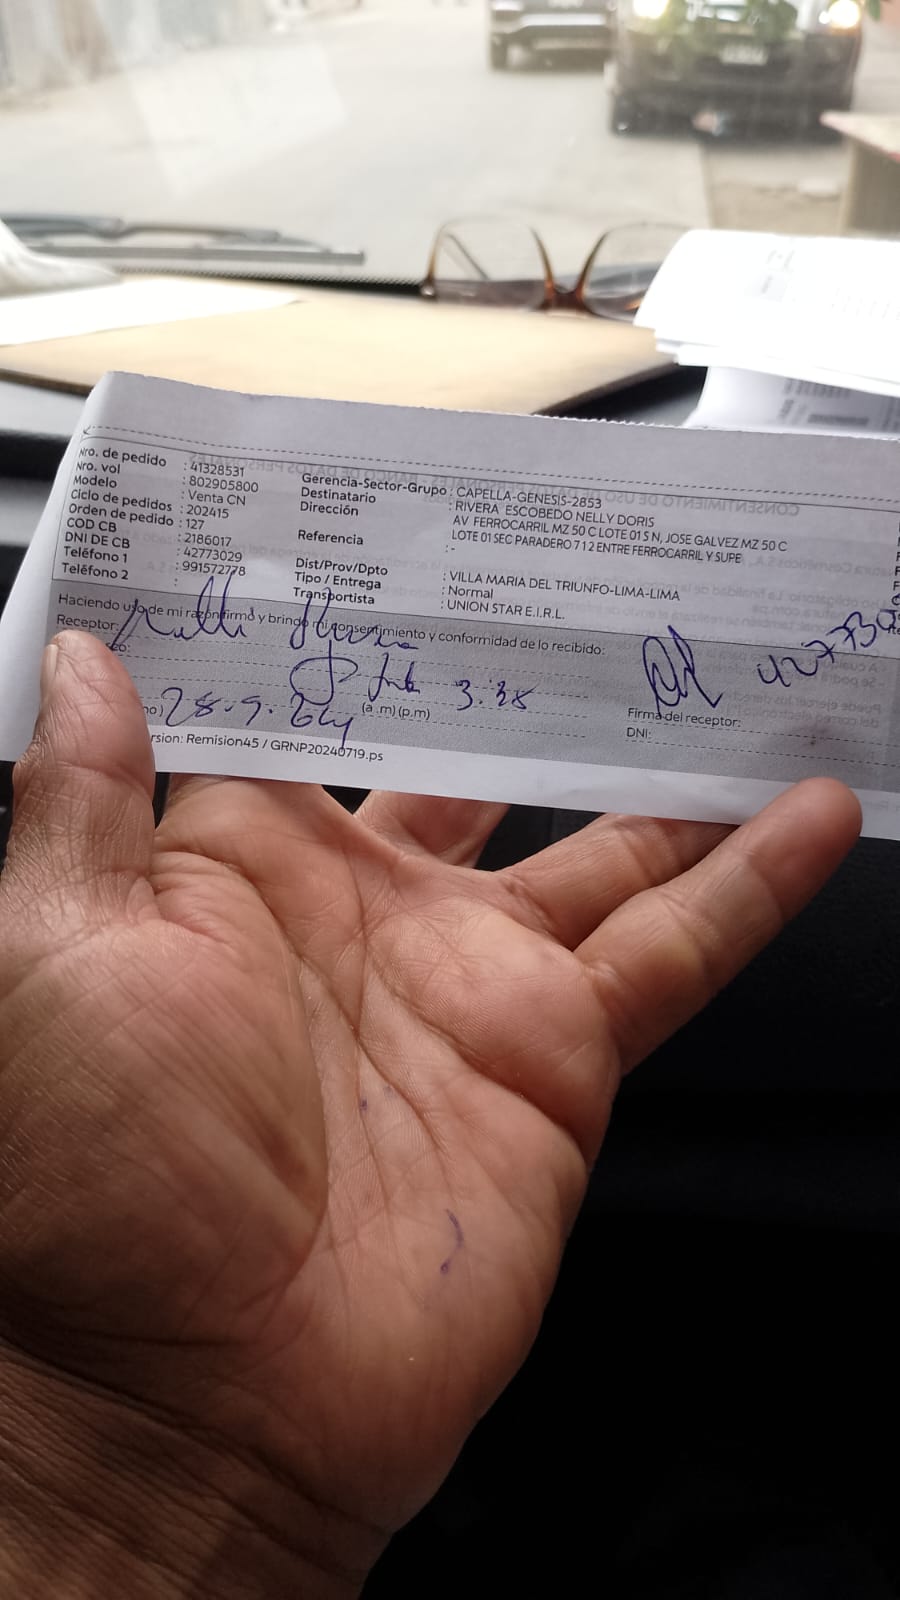 Nro. de pedido : 41328531
Nro. vol : 802905800
Modelo : Venta CN
Ciclo de pedidos : 202415
Orden de pedido : 127
COD CB : 2186017
DNI DE CB : 42773029
Teléfono 1 : 991572778
Teléfono 2 :
Gerencia-Sector-Grupo : CAPELLA-GENESIS-2853
Destinatario : RIVERA ESCOBEDO NELLY DORIS
Dirección AV FERROCARRIL MZ 50 C LOTE 01 S N, JOSE GALVEZ MZ 50 C
LOTE 01 SEC PARADERO 7 12 ENTRE FERROCARRIL Y SUPE
Referencia : -
Dist/Prov/Dpto : VILLA MARIA DEL TRIUNFO-LIMA-LIMA
Tipo / Entrega : Normal
Transportista : UNION STAR E.I.R.L.
Haciendo uso de mi razón firmo y brindo mi consentimiento y conformidad de lo recibido:
Receptor:
3.38
28.9.
(a .m) (p,m)
42773
Firma del receptor:
DNI:
rsion: Remision45 / GRNP20240719.ps